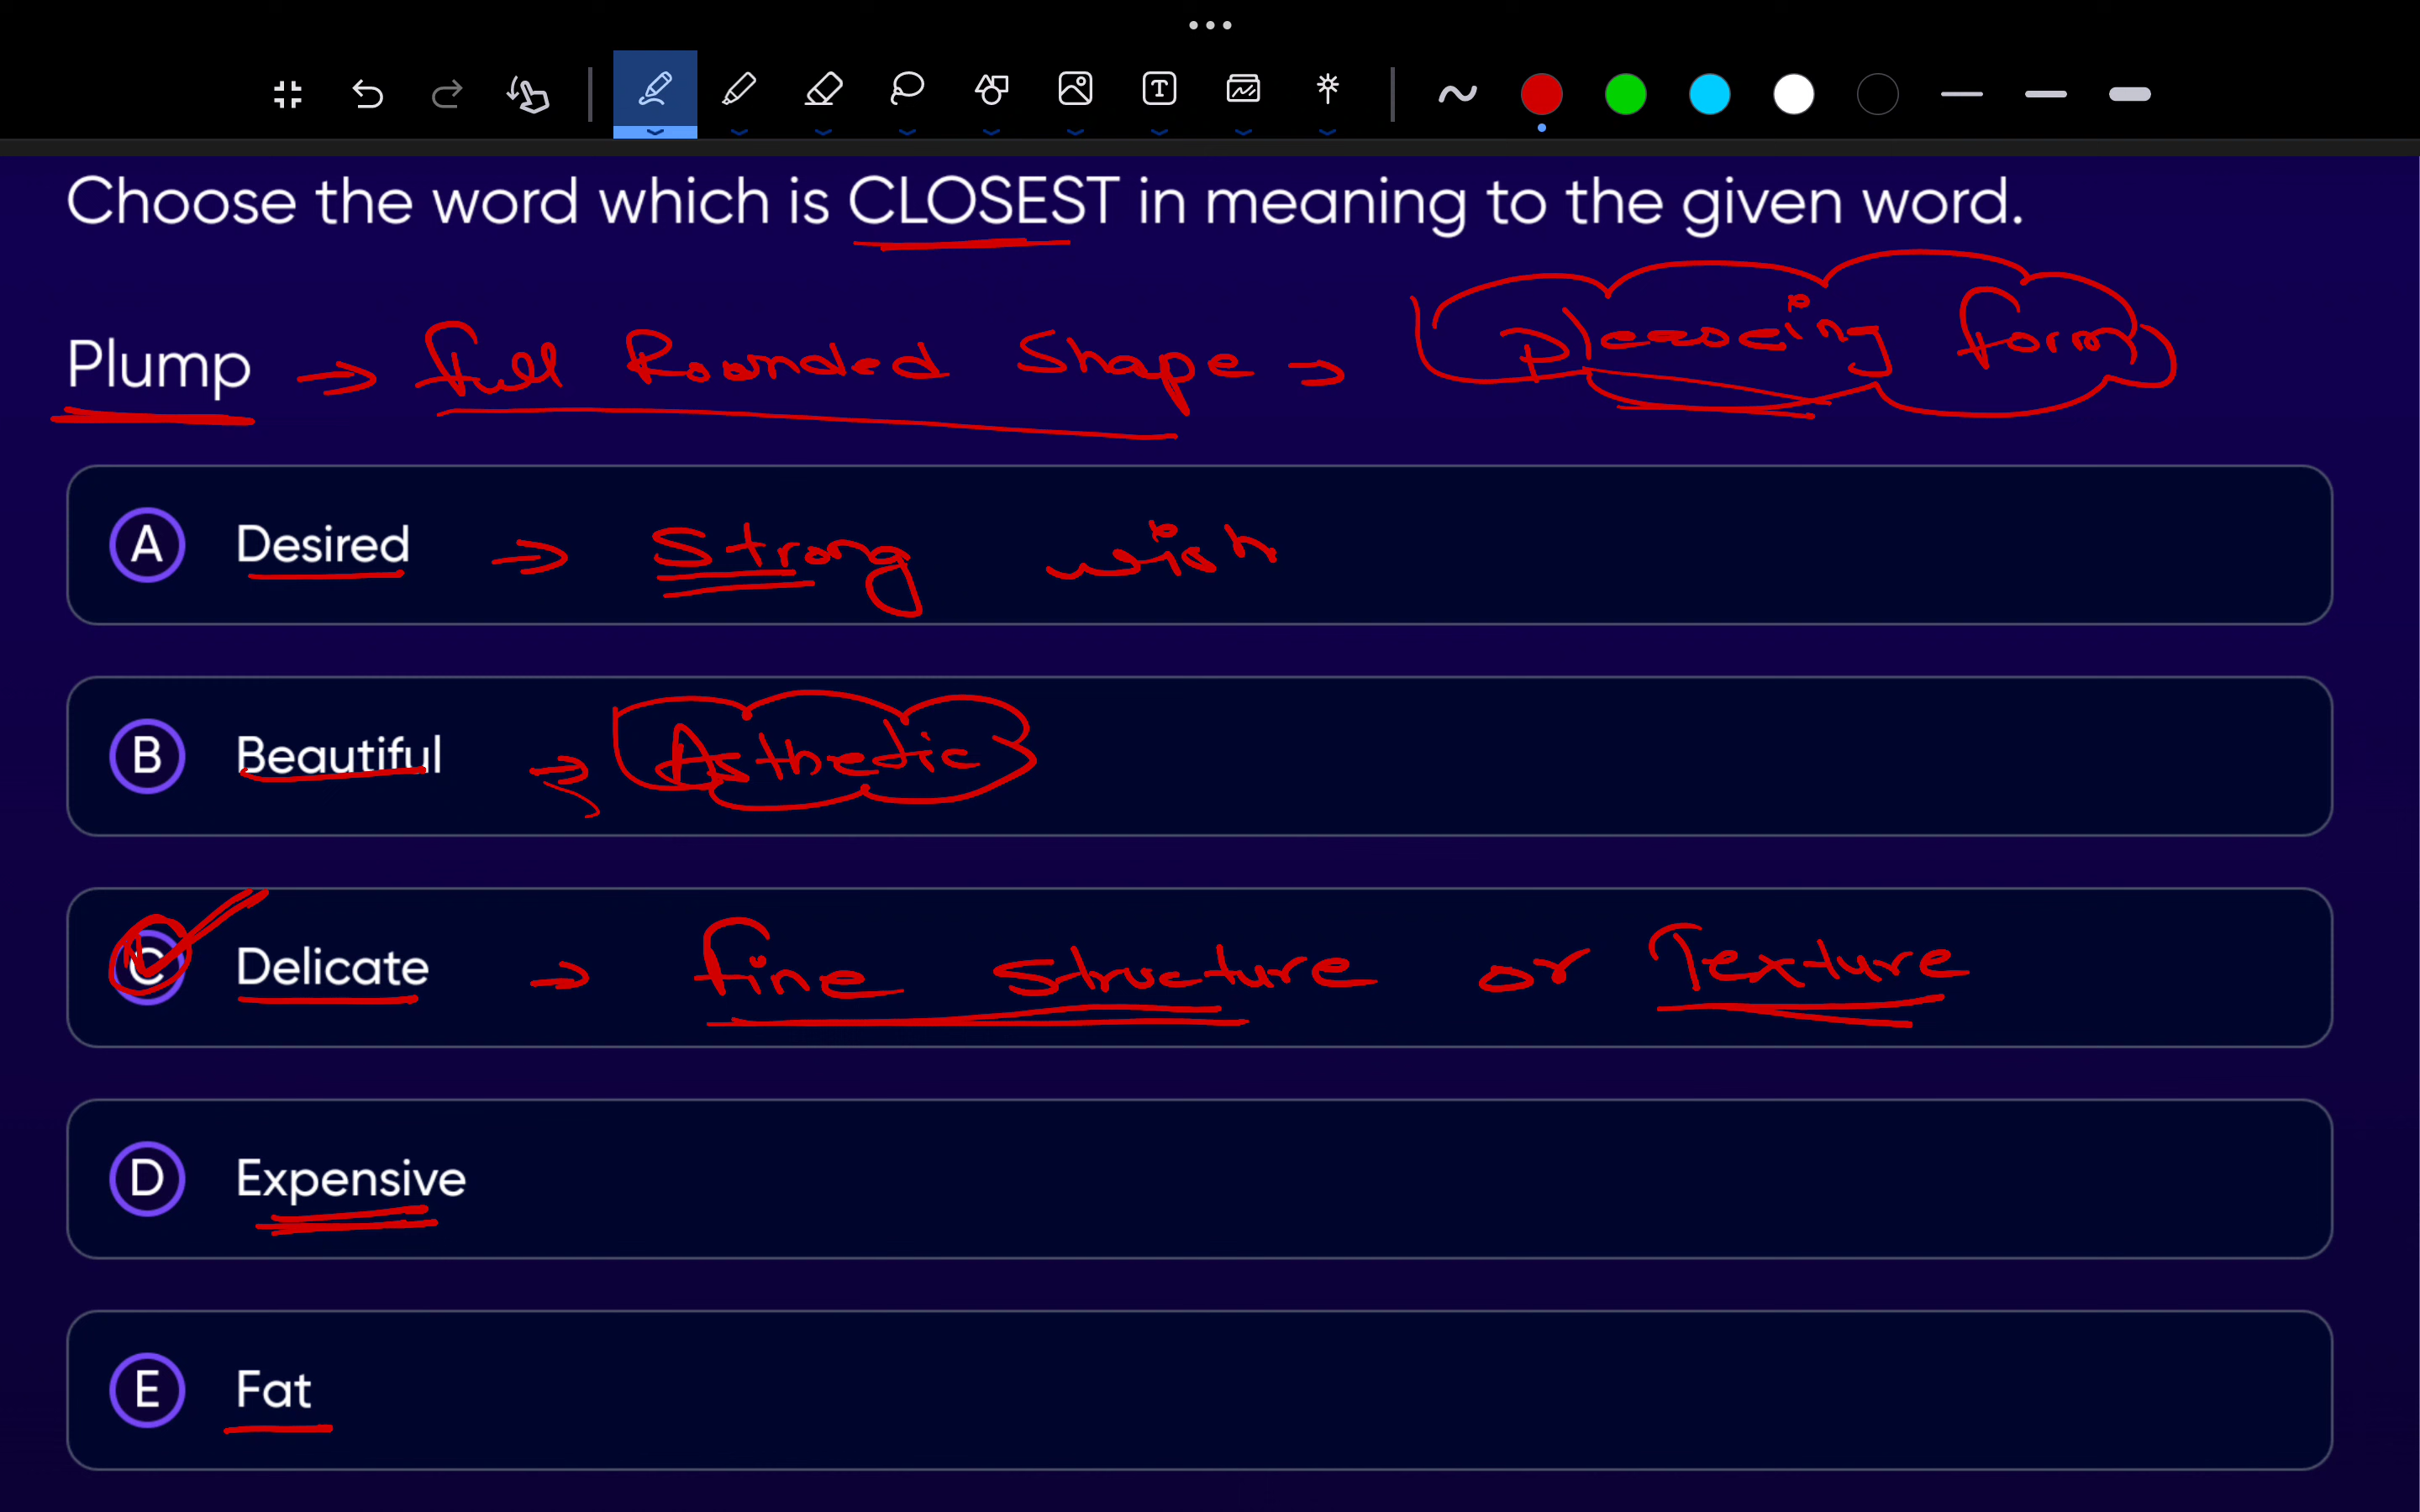 Choose the word which is CLOSEST in meaning to the given word.
Plump ⇒ full Rounded Shape ⇒ Pleasing form
A Desired ⇒ Strong wish
B Beautiful ⇒ Asthedic
C Delicate ⇒ fine structure or Texture
D Expensive
E Fat